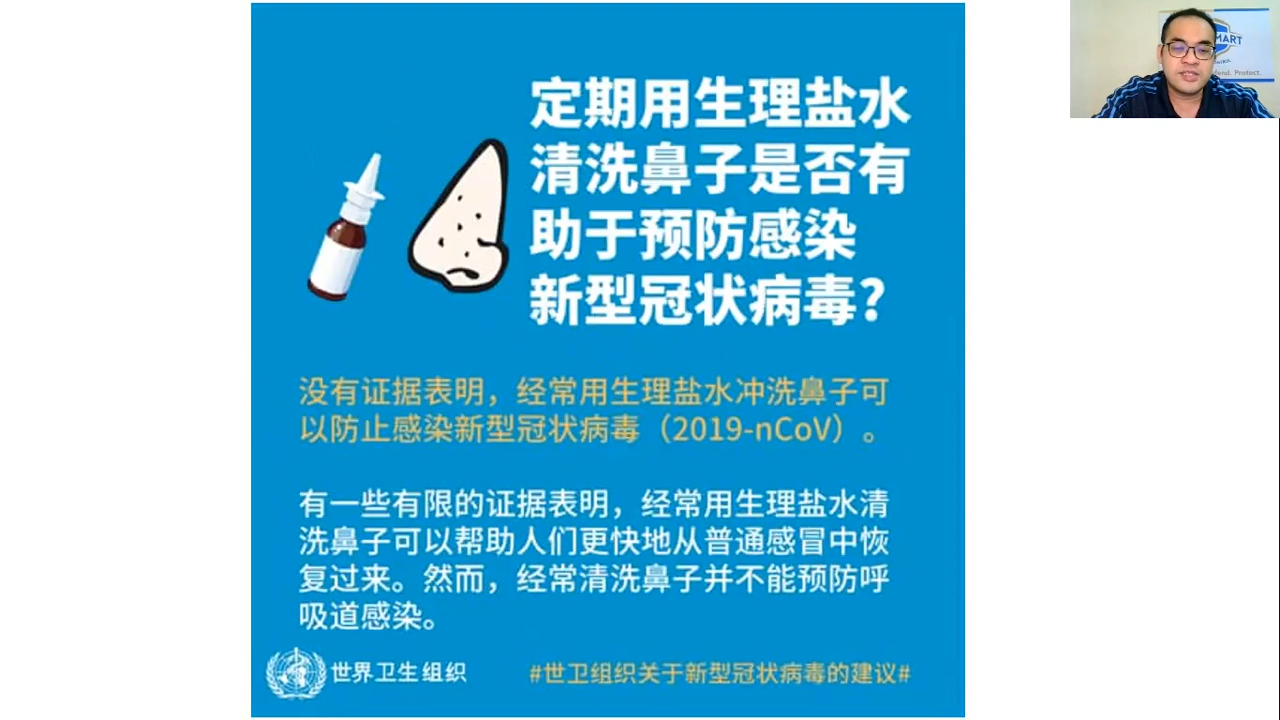 定期用生理盐水
清洗鼻子是否有
助于预防感染
新型冠状病毒?
没有证据表明，经常用生理盐水冲洗鼻子可
以防止感染新型冠状病毒（2019-nCoV）。
有一些有限的证据表明，经常用生理盐水清
洗鼻子可以帮助人们更快地从普通感冒中恢
复过来。然而，经常清洗鼻子并不能预防呼
吸道感染。
世界卫生组织
#世卫组织关于新型冠状病毒的建议#
MART
Protect.